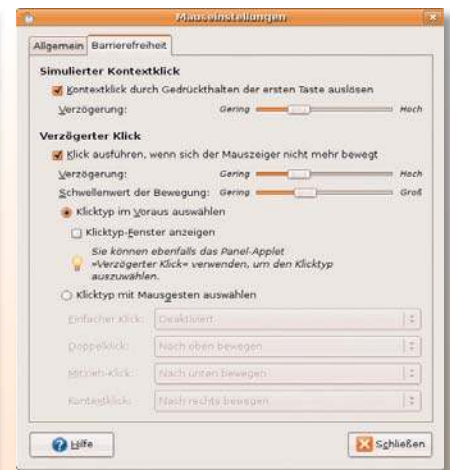 Mauseinstellungen
Allgemein Barrierefreiheit
Simulierter Kontextklick
Kontextklick durch Gedrückthalten der ersten Taste auslösen
Verzögerung: Gering Hoch
Verzögerter Klick
Klick ausführen, wenn sich der Mauszeiger nicht mehr bewegt
Verzögerung: Gering Hoch
Schwellenwert der Bewegung: Gering Groß
Klicktyp im Voraus auswählen
Klicktyp-Fenster anzeigen
Sie können ebenfalls das Panel-Applet
»Verzögerter Klick« verwenden, um den Klicktyp
auszuwählen.
Klicktyp mit Mausgesten auswählen
Einfacher Klick: Deaktiviert
Doppelklick: Nach oben bewegen
Mitzieh-Klick: Nach unten bewegen
Kontextklick: Nach rechts bewegen
Hilfe Schließen